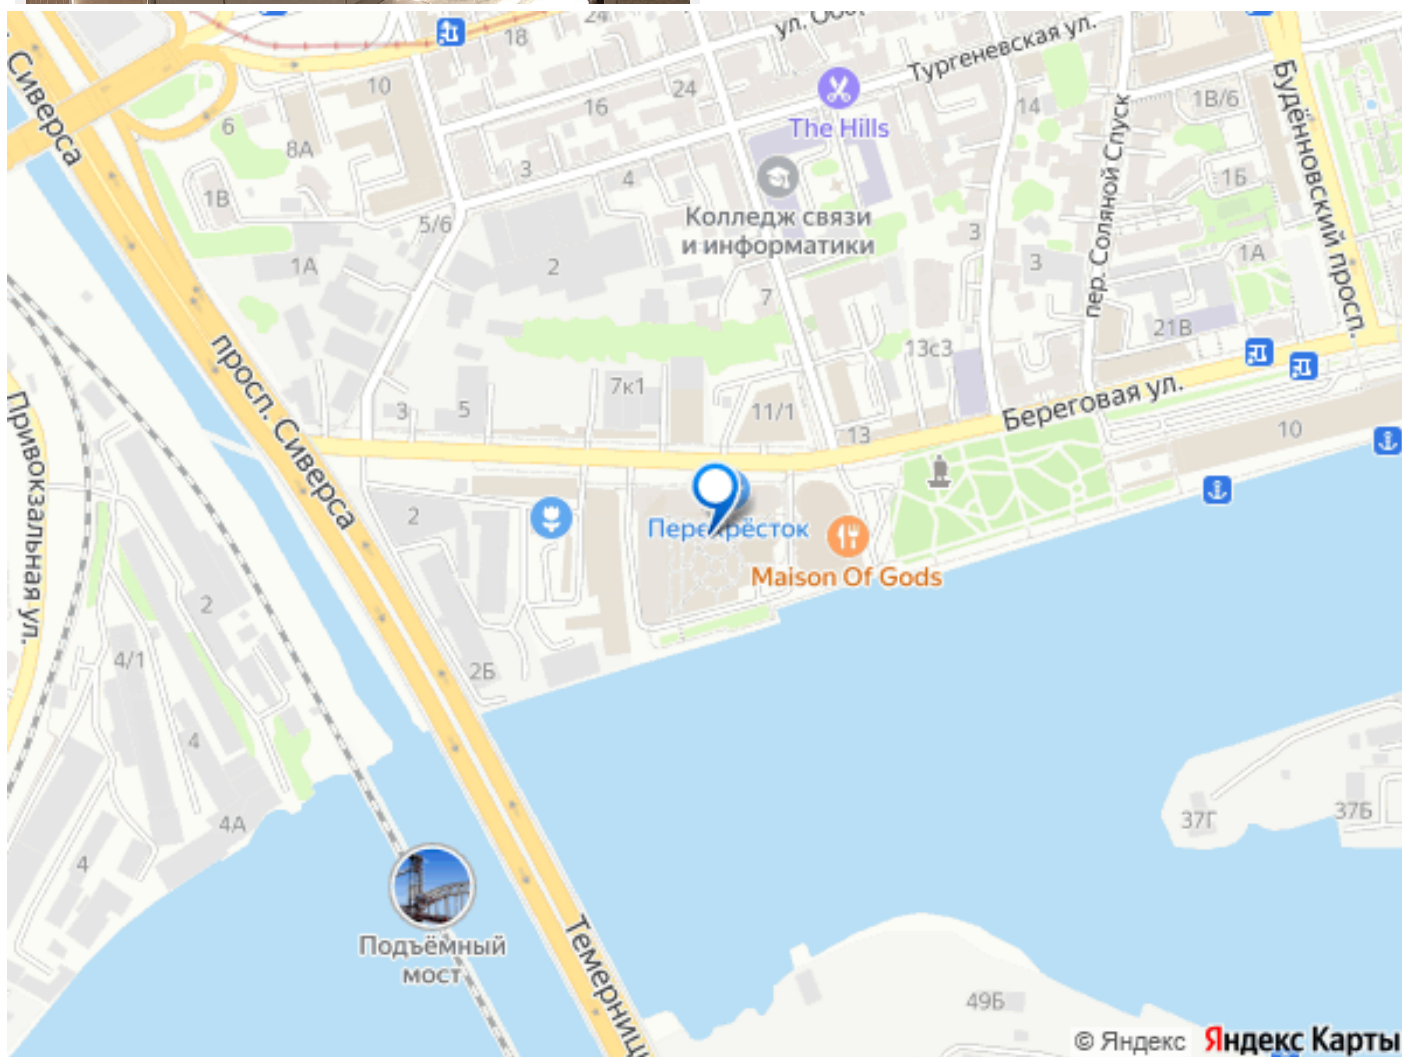 24
18
ул. Обор
Тургеневская ул.
Сиверса
10
16
24
The Hills
14
1В/6
Будённовский просп.
6
8А
3
4
1Б
1В
5/6
Колледж связи
и информатики
3
пер. Соляной Спуск
1А
2
3
1А
7
21В
13с3
просп. Сиверса
3
5
7к1
11/1
13
Береговая ул.
10
Привокзальная ул.
2
Перекрёсток
Maison Of Gods
2
4/1
2Б
4
4А
4
37Г
37Б
Подъёмный
мост
Темерниц
49Б
© Яндекс Яндекс Карты